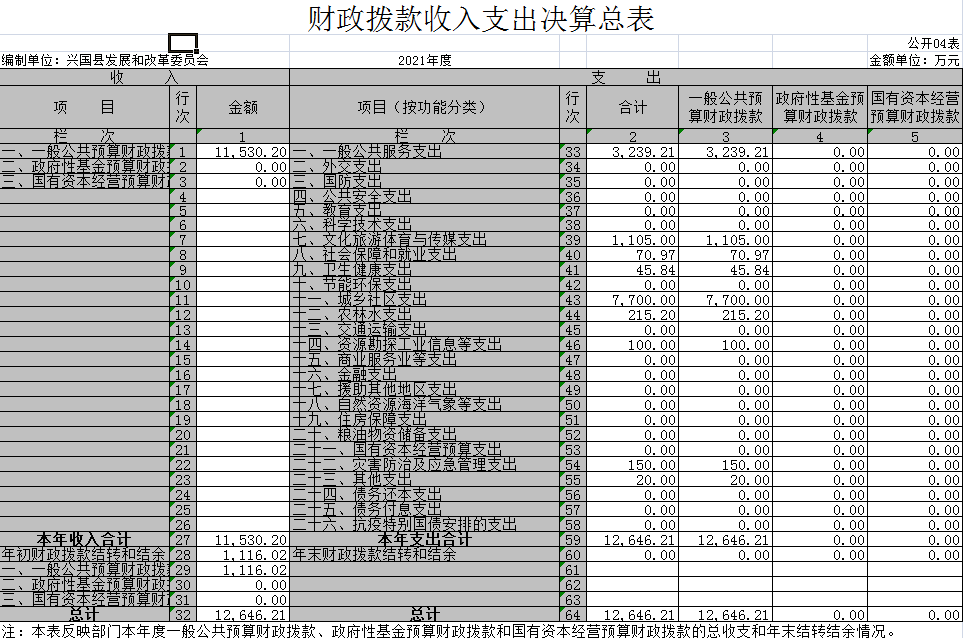 财政拨款收入支出决算总表
公开04表
编制单位：兴国县发展和改革委员会 2021年度 金额单位：万元
收 入 支 出
项 目 行次 金额 项目（按功能分类） 行次 合计 一般公共预算财政拨款 政府性基金预算财政拨款 国有资本经营预算财政拨款
栏 次 1 栏 次 2 3 4 5
一、一般公共预算财政拨 1 11,530.20 一、一般公共服务支出 33 3,239.21 3,239.21 0.00 0.00
二、政府性基金预算财政 2 0.00 二、外交支出 34 0.00 0.00 0.00 0.00
三、国有资本经营预算财 3 0.00 三、国防支出 35 0.00 0.00 0.00 0.00
4 四、公共安全支出 36 0.00 0.00 0.00 0.00
5 五、教育支出 37 0.00 0.00 0.00 0.00
6 六、科学技术支出 38 0.00 0.00 0.00 0.00
7 七、文化旅游体育与传媒支出 39 1,105.00 1,105.00 0.00 0.00
8 八、社会保障和就业支出 40 70.97 70.97 0.00 0.00
9 九、卫生健康支出 41 45.84 45.84 0.00 0.00
10 十、节能环保支出 42 0.00 0.00 0.00 0.00
11 十一、城乡社区支出 43 7,700.00 7,700.00 0.00 0.00
12 十二、农林水支出 44 215.20 215.20 0.00 0.00
13 十三、交通运输支出 45 0.00 0.00 0.00 0.00
14 十四、资源勘探工业信息等支出 46 100.00 100.00 0.00 0.00
15 十五、商业服务业等支出 47 0.00 0.00 0.00 0.00
16 十六、金融支出 48 0.00 0.00 0.00 0.00
17 十七、援助其他地区支出 49 0.00 0.00 0.00 0.00
18 十八、自然资源海洋气象等支出 50 0.00 0.00 0.00 0.00
19 十九、住房保障支出 51 0.00 0.00 0.00 0.00
20 二十、粮油物资储备支出 52 0.00 0.00 0.00 0.00
21 二十一、国有资本经营预算支出 53 0.00 0.00 0.00 0.00
22 二十二、灾害防治及应急管理支出 54 150.00 150.00 0.00 0.00
23 二十三、其他支出 55 20.00 20.00 0.00 0.00
24 二十四、债务还本支出 56 0.00 0.00 0.00 0.00
25 二十五、债务付息支出 57 0.00 0.00 0.00 0.00
26 二十六、抗疫特别国债安排的支出 58 0.00 0.00 0.00 0.00
本年收入合计 27 11,530.20 本年支出合计 59 12,646.21 12,646.21 0.00 0.00
年初财政拨款结转和结余 28 1,116.02 年末财政拨款结转和结余 60 0.00 0.00 0.00 0.00
一、一般公共预算财政拨 29 1,116.02 61
二、政府性基金预算财政 30 0.00 62
三、国有资本经营预算财 31 0.00 63
总计 32 12,646.21 总计 64 12,646.21 12,646.21 0.00 0.00
注：本表反映部门本年度一般公共预算财政拨款、政府性基金预算财政拨款和国有资本经营预算财政拨款的总收支和年末结转结余情况。